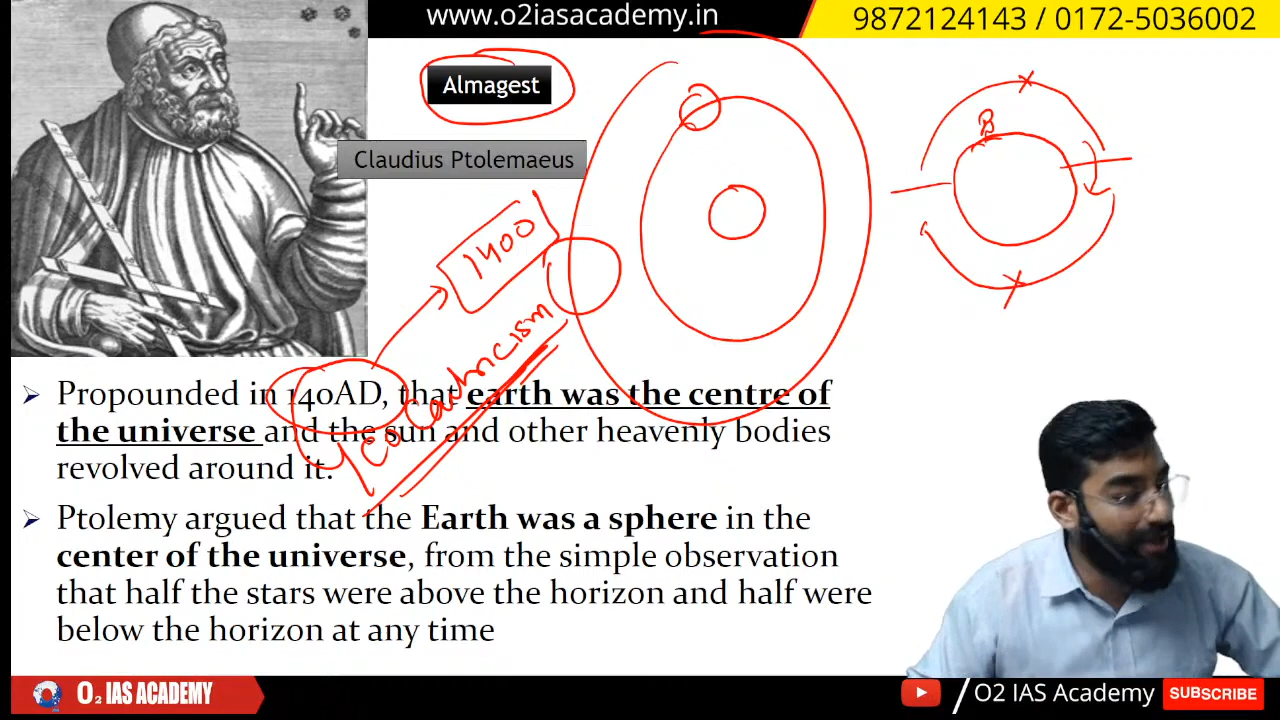 www.o2iasacademy.in
9872124143 / 0172-5036002
Almagest
B
Claudius Ptolemaeus
1400
➢ Propounded in 140AD, that earth was the centre of
the universe and the sun and other heavenly bodies
revolved around it.
➢ Ptolemy argued that the Earth was a sphere in the
center of the universe, from the simple observation
that half the stars were above the horizon and half were
below the horizon at any time
O2 IAS ACADEMY
/ O2 IAS Academy SUBSCRIBE